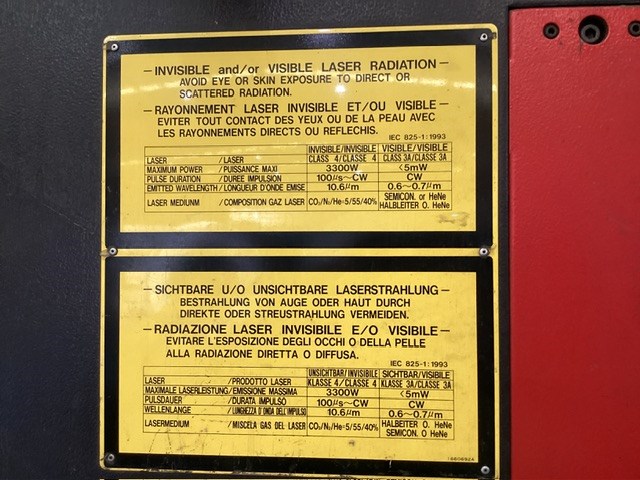 — INVISIBLE and/or VISIBLE LASER RADIATION —
AVOID EYE OR SKIN EXPOSURE TO DIRECT OR
SCATTERED RADIATION.
— RAYONNEMENT LASER INVISIBLE ET/OU VISIBLE —
EVITER TOUT CONTACT DES YEUX OU DE LA PEAU AVEC
LES RAYONNEMENTS DIRECTS OU REFLECHIS.
IEC 825-1:1993
INVISIBLE/INVISIBLE VISIBLE/VISIBLE
LASER /LASER CLASS 4/CLASSE 4 CLASS 3A/CLASSE 3A
MAXIMUM POWER /PUISSANCE MAXI 3300W <5mW
PULSE DURATION /DUREE IMPULSION 100μs~CW CW
EMITTED WAVELENGTH/LONGUEUR D'ONDE EMISE 10.6μm 0.6~0.7μm
LASER MEDIUNM /COMPOSITION GAZ LASER CO₂/N₂/He-5/55/40% SEMICON. or HeNe
HALBLEITER O. HeNe
— SICHTBARE U/O UNSICHTBARE LASERSTRAHLUNG —
BESTRAHLUNG VON AUGE ODER HAUT DURCH
DIREKTE ODER STREUSTRAHLUNG VERMEIDEN.
— RADIAZIONE LASER INVISIBILE E/O VISIBILE —
EVITARE L'ESPOSIZIONE DEGLI OCCHI O DELLA PELLE
ALLA RADIAZIONE DIRETTA O DIFFUSA.
IEC 825-1:1993
UNSICHTBAR/INVISIBILE SICHTBAR/VISIBILE
LASER /PRODOTTO LASER KLASSE 4/CLASSE 4 KLASSE 3A/CLASSE 3A
MAXIMALE LASERLEISTUNG/EMISSIONE MASSIMA 3300W <5mW
PULSDAUER /DURATA IMPULSO 100μs~CW CW
WELLENLANGE /LUNGHEZZA D'ONDA DELL'IMPULSO 10.6μm 0.6~0.7μm
LASERMEDIUM /MISCELA GAS DEL LASER CO₂/N₂/He-5/55/40% HALBLEITER O. HeNe
SEMICON. O HeNe